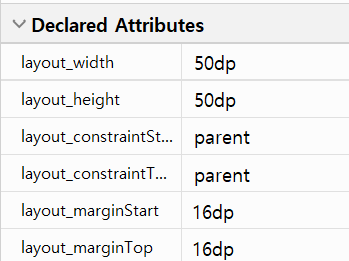 Declared Attributes
layout_width 50dp
layout_height 50dp
layout_constraintSt... parent
layout_constraintT... parent
layout_marginStart 16dp
layout_marginTop 16dp